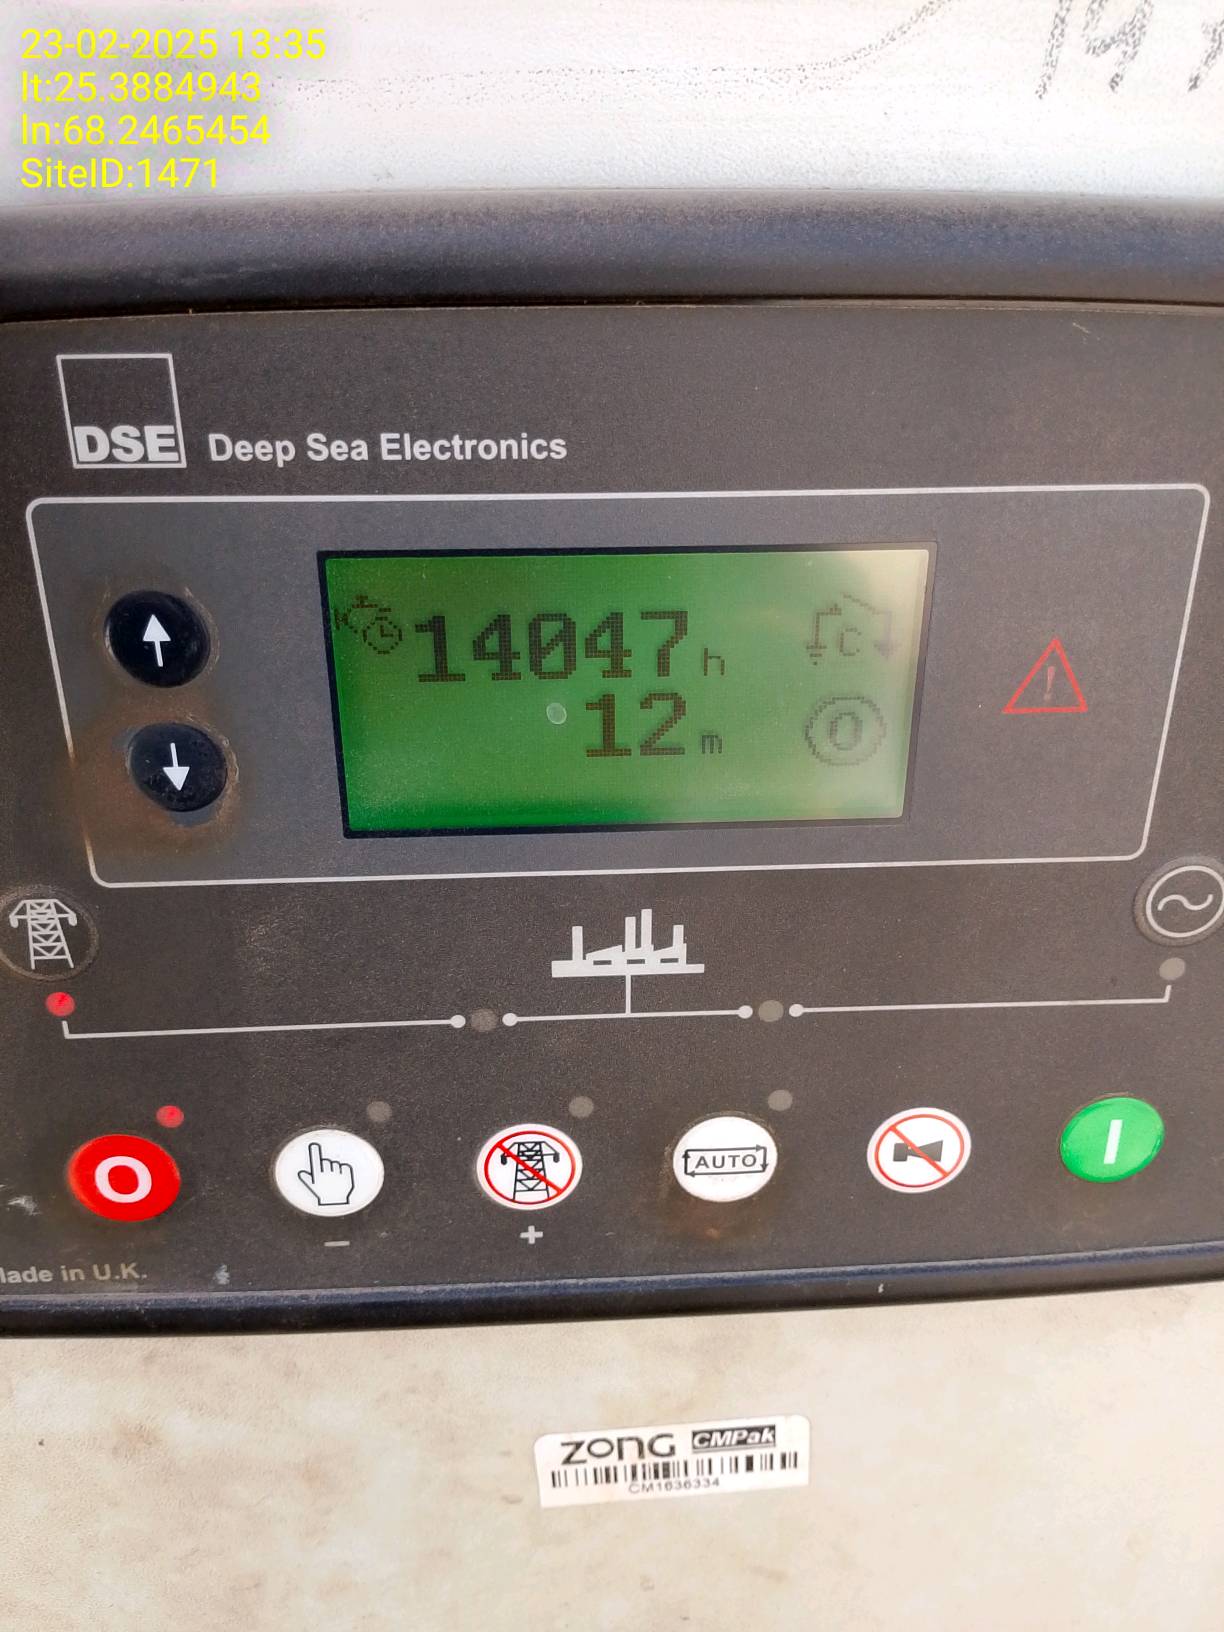 23-02-2025 13:35
lt:25.3884943
ln:68.2465454
SiteID:1471
DSE Deep Sea Electronics
14047 h
12 m
AUTO
Made in U.K.
ZONG CMPak
CM1636334